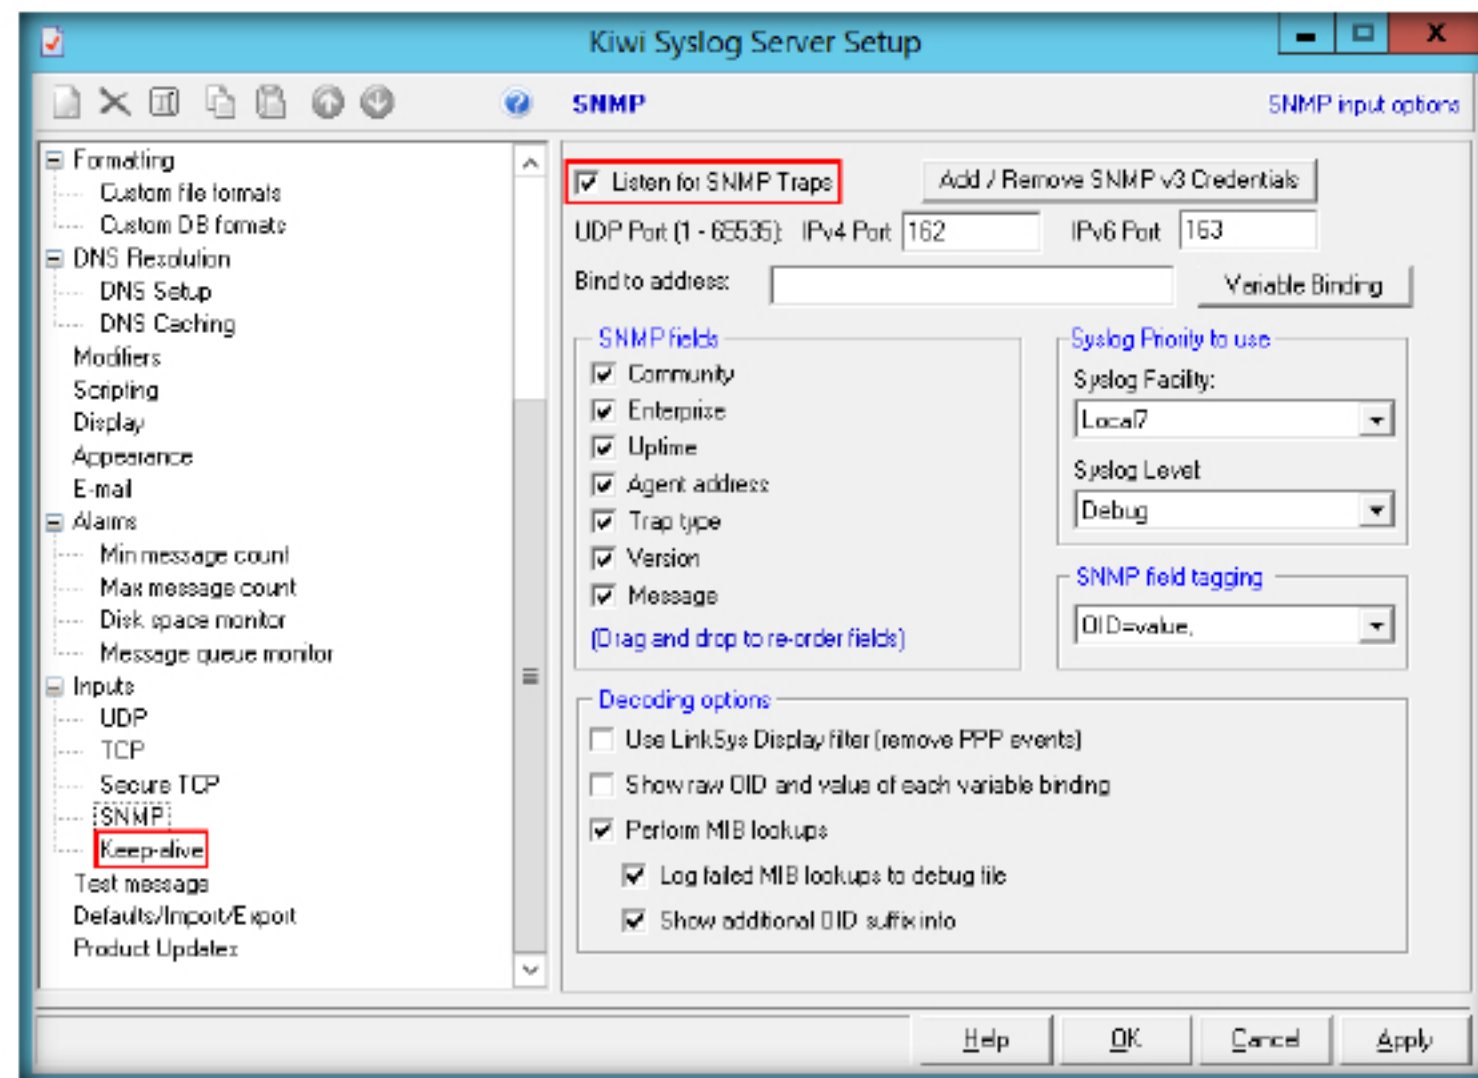 Kiwi Syslog Server Setup
SNMP
SNMP input options
Formatting
Custom file formats
Custom DB formats
DNS Resolution
DNS Setup
DNS Caching
Modifiers
Scripting
Display
Appearance
E-mail
Alarms
Min message count
Max message count
Disk space monitor
Message queue monitor
Inputs
UDP
TCP
Secure TCP
SNMP
Keep-alive
Test message
Defaults/Import/Export
Product Updates
Listen for SNMP Traps
Add / Remove SNMP v3 Credentials
UDP Port (1 - 65535): IPv4 Port 162 IPv6 Port 163
Bind to address: Variable Binding
SNMP fields
Community
Enterprise
Uptime
Agent address
Trap type
Version
Message
(Drag and drop to re-order fields)
Syslog Priority to use
Syslog Facility:
Local7
Syslog Level:
Debug
SNMP field tagging
OID=value,
Decoding options
Use LinkSys Display filter (remove PPP events)
Show raw OID and value of each variable binding
Perform MIB lookups
Log failed MIB lookups to debug file
Show additional OID suffix info
Help OK Cancel Apply